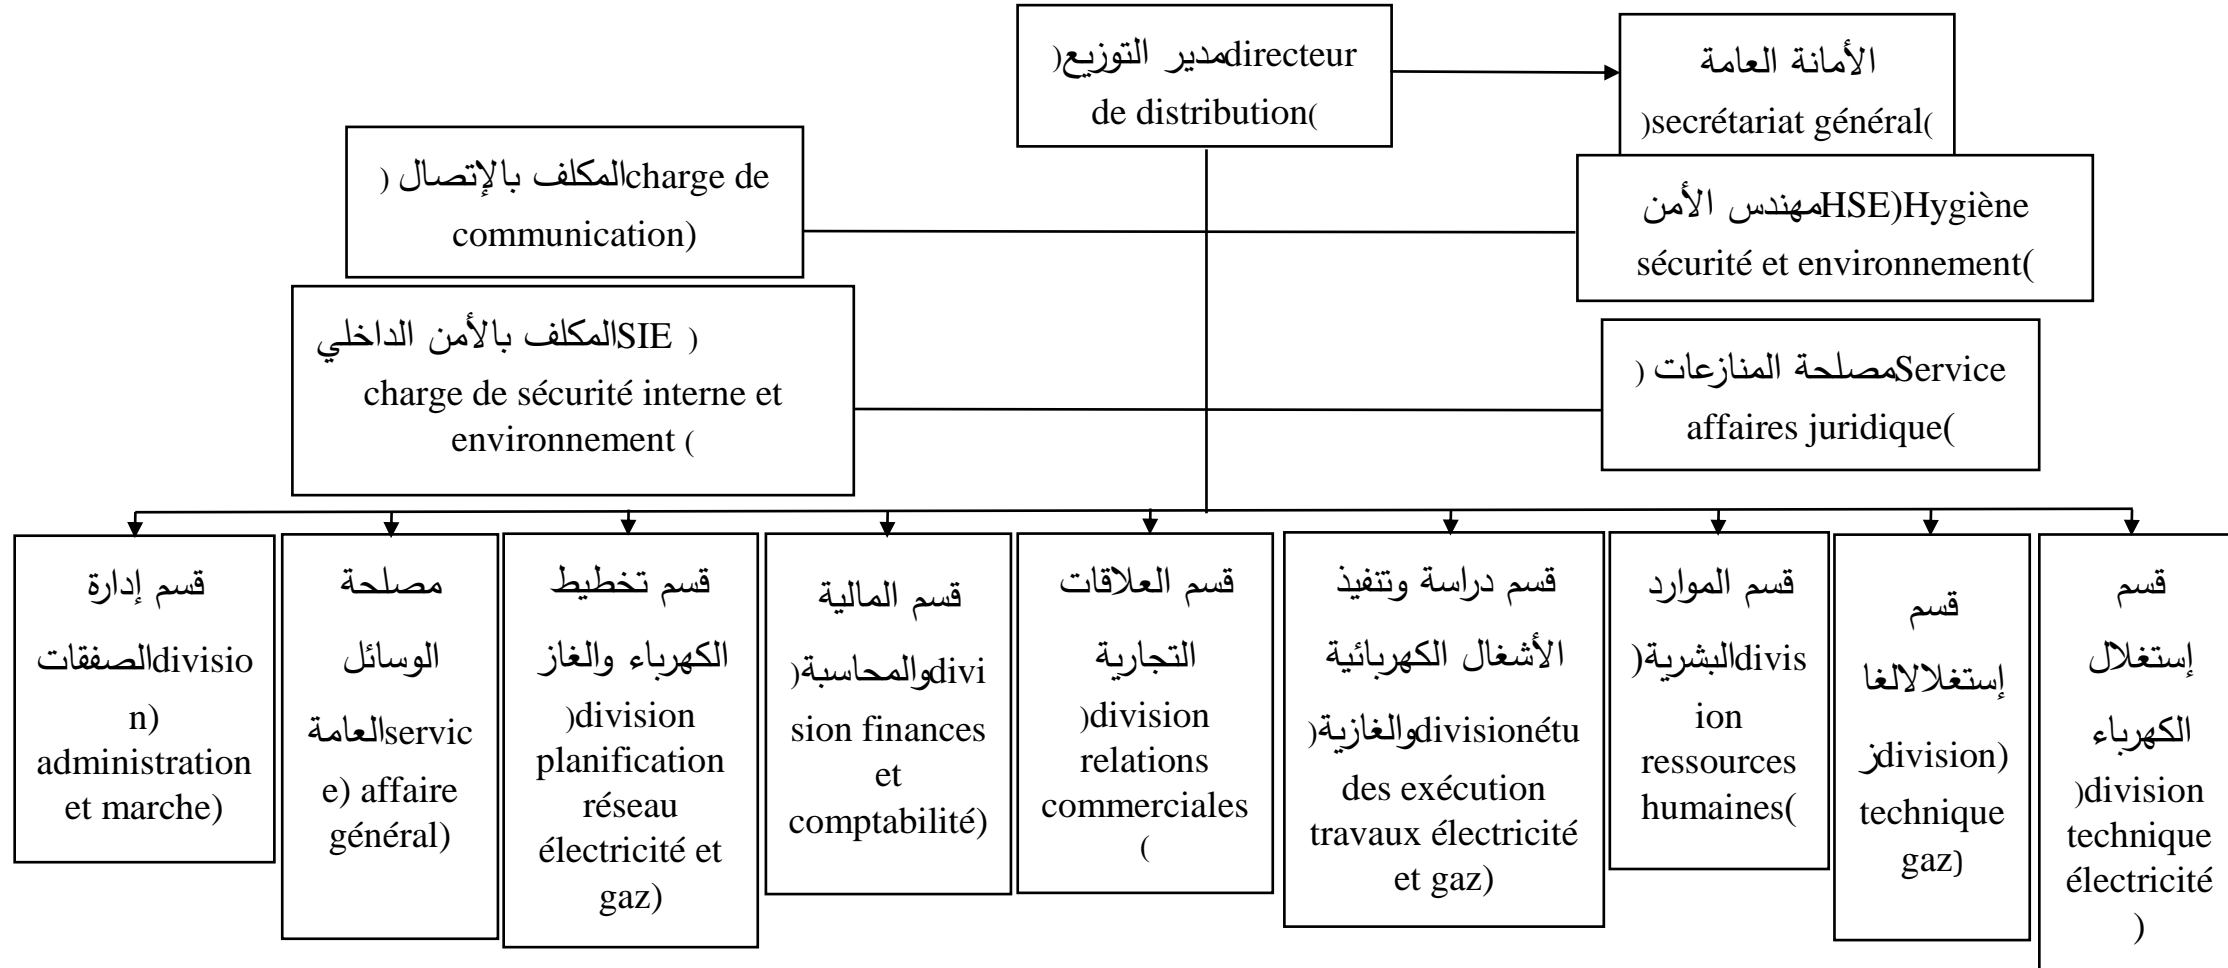 مدير التوزيع(directeur
de distribution)
الأمانة العامة
(secrétariat général)
المكلف بالإتصال (charge de
communication)
مهندس الأمن HSE)Hygiène
sécurité et environnement(
المكلف بالأمن الداخلي SIE (
charge de sécurité interne et
environnement (
مصلحة المنازعات (Service
affaires juridique(
قسم إدارة
الصفقاتdivisio
n)
administration
et marche)
مصلحة
الوسائل
العامةservic
e) affaire
général)
قسم تخطيط
الكهرباء والغاز
)division
planification
réseau
électricité et
gaz)
قسم المالية
والمحاسبة(divi
sion finances
et
comptabilité)
قسم العلاقات
التجارية
)division
relations
commerciales
(
قسم دراسة وتنفيذ
الأشغال الكهربائية
والغازية(divisionétu
des exécution
travaux électricité
et gaz)
قسم الموارد
البشرية(divis
ion
ressources
humaines(
قسم
إستغلالالغا
زdivision)
technique
gaz)
قسم
إستغلال
الكهرباء
)division
technique
électricité
(